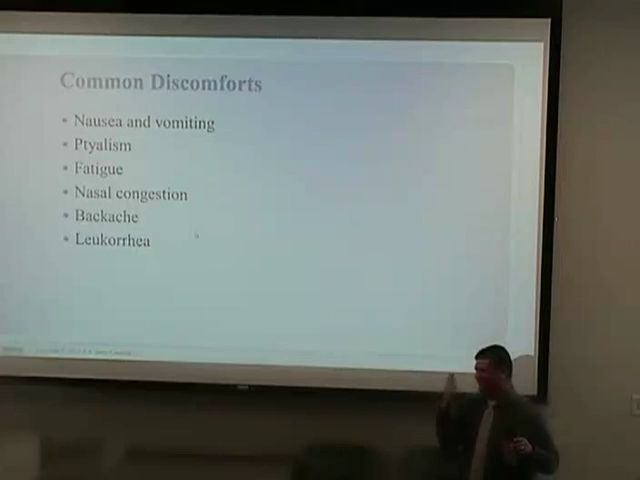 Common Discomforts
• Nausea and vomiting
• Ptyalism
• Fatigue
• Nasal congestion
• Backache
• Leukorrhea